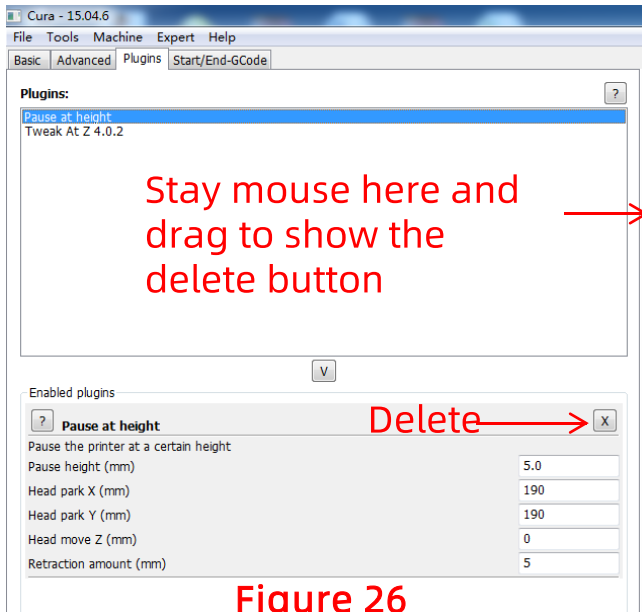 Cura - 15.04.6
File Tools Machine Expert Help
Basic Advanced Plugins Start/End-GCode
Plugins: ?
Pause at height
Tweak At Z 4.0.2
Stay mouse here and
drag to show the
delete button
V
Enabled plugins
? Pause at height Delete X
Pause the printer at a certain height
Pause height (mm) 5.0
Head park X (mm) 190
Head park Y (mm) 190
Head move Z (mm) 0
Retraction amount (mm) 5
Figure 26